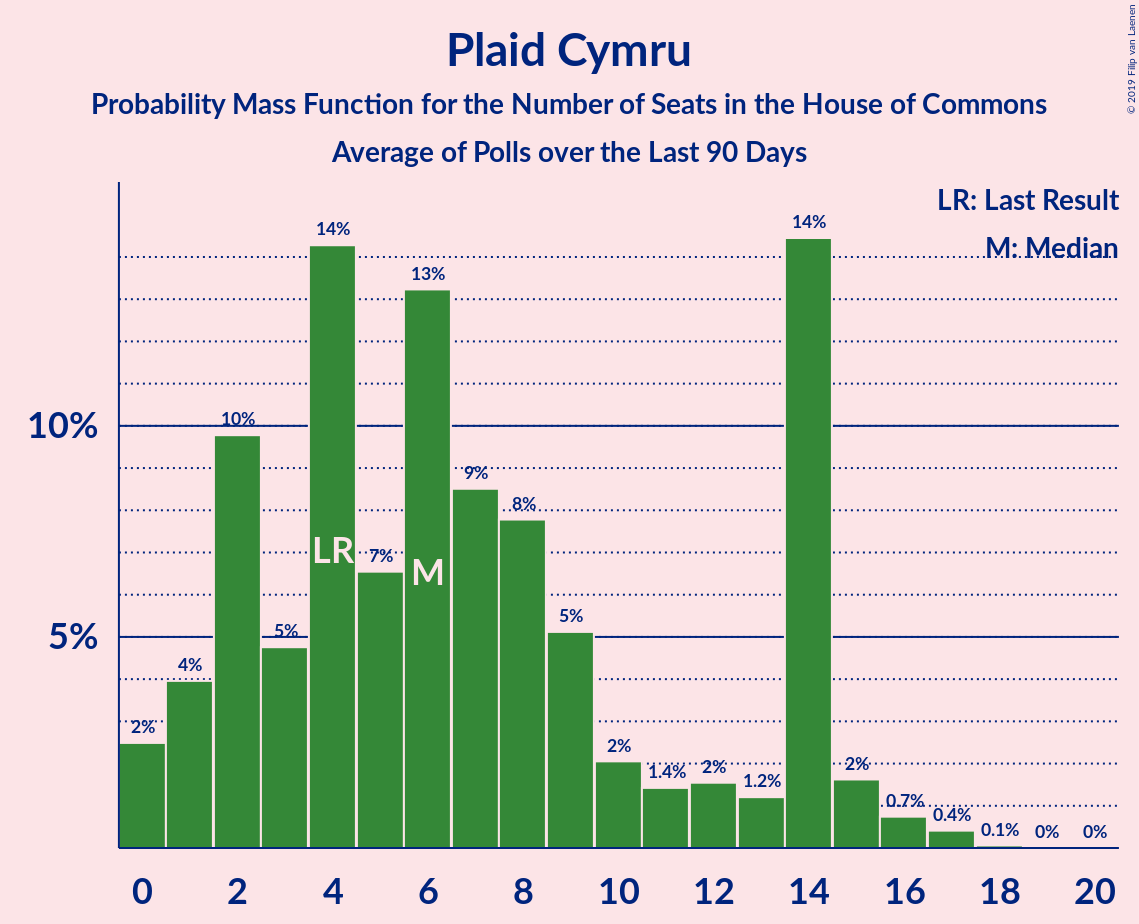 Plaid Cymru
Probability Mass Function for the Number of Seats in the House of Commons
Average of Polls over the Last 90 Days
© 2019 Filip van Laenen
LR: Last Result
M: Median
10%
5%
2%
4%
10%
5%
14%
7%
13%
9%
8%
5%
2%
1.4%
2%
1.2%
14%
2%
0.7%
0.4%
0.1%
0%
0%
LR
M
0 2 4 6 8 10 12 14 16 18 20